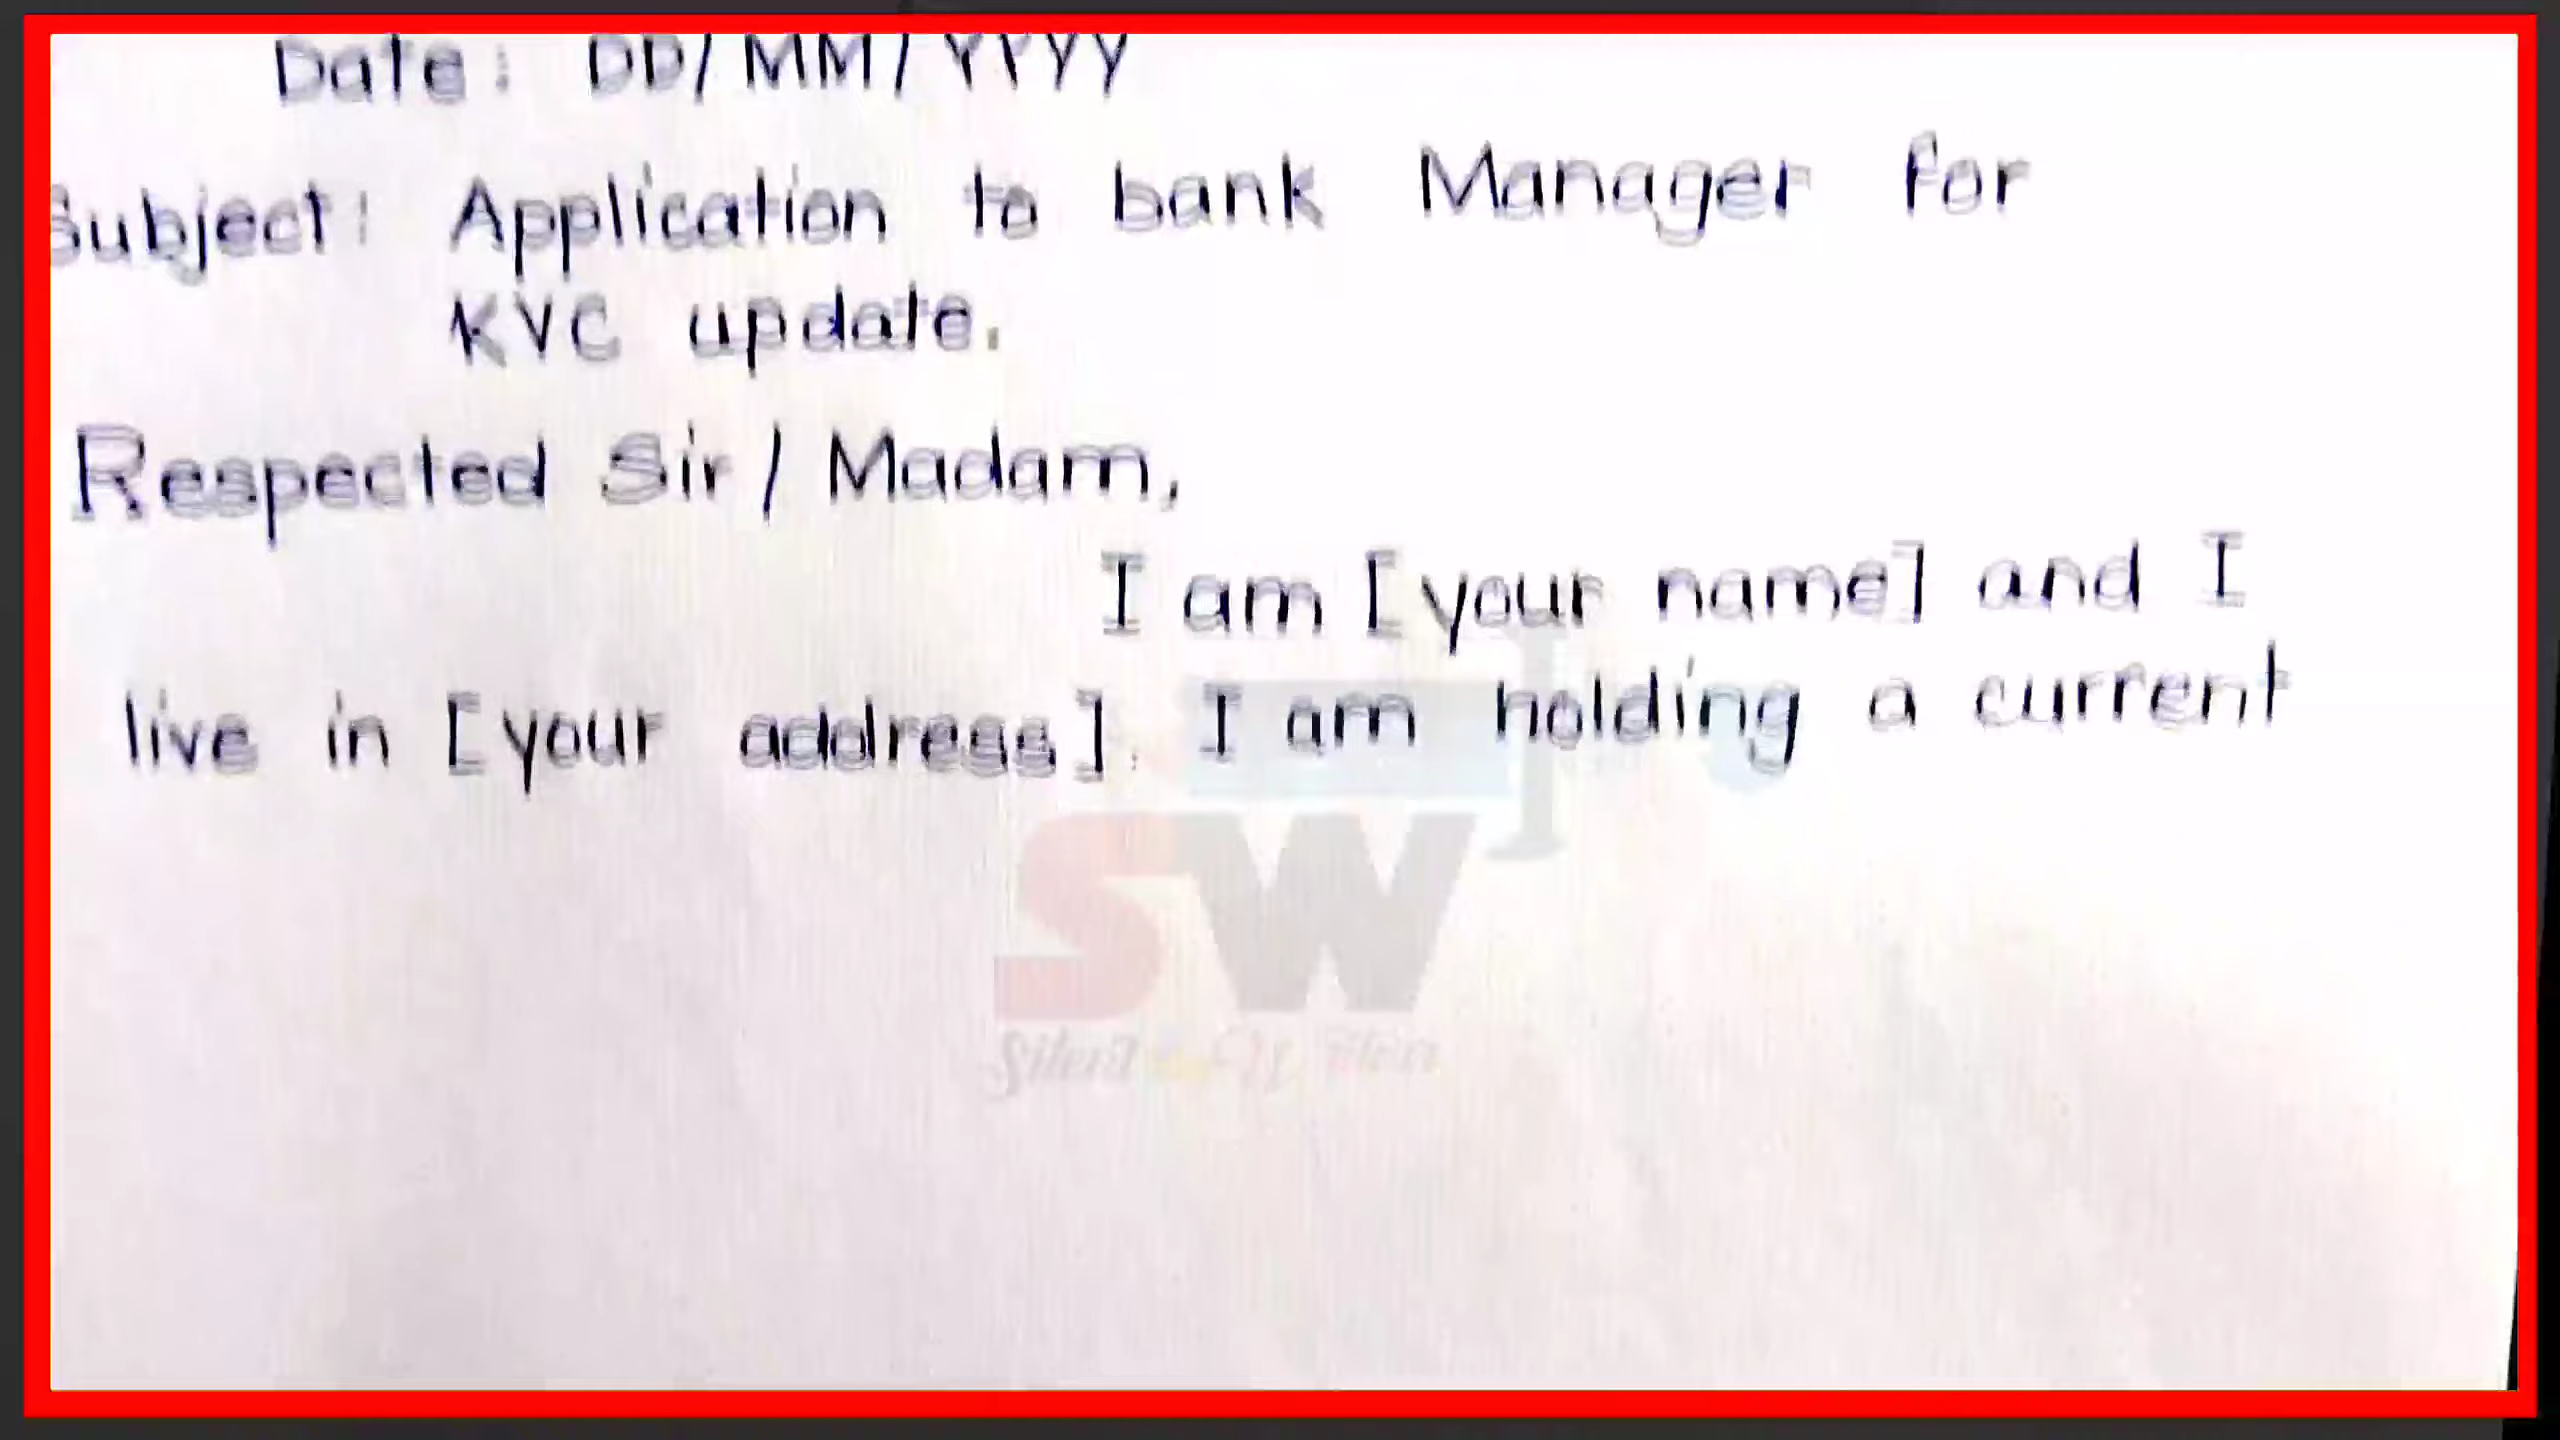 Date: DD/MM/YYYY
Subject: Application to bank Manager for
KYC update.
Respected Sir/Madam,
I am [your name] and I
live in [your address]. I am holding a current
SW